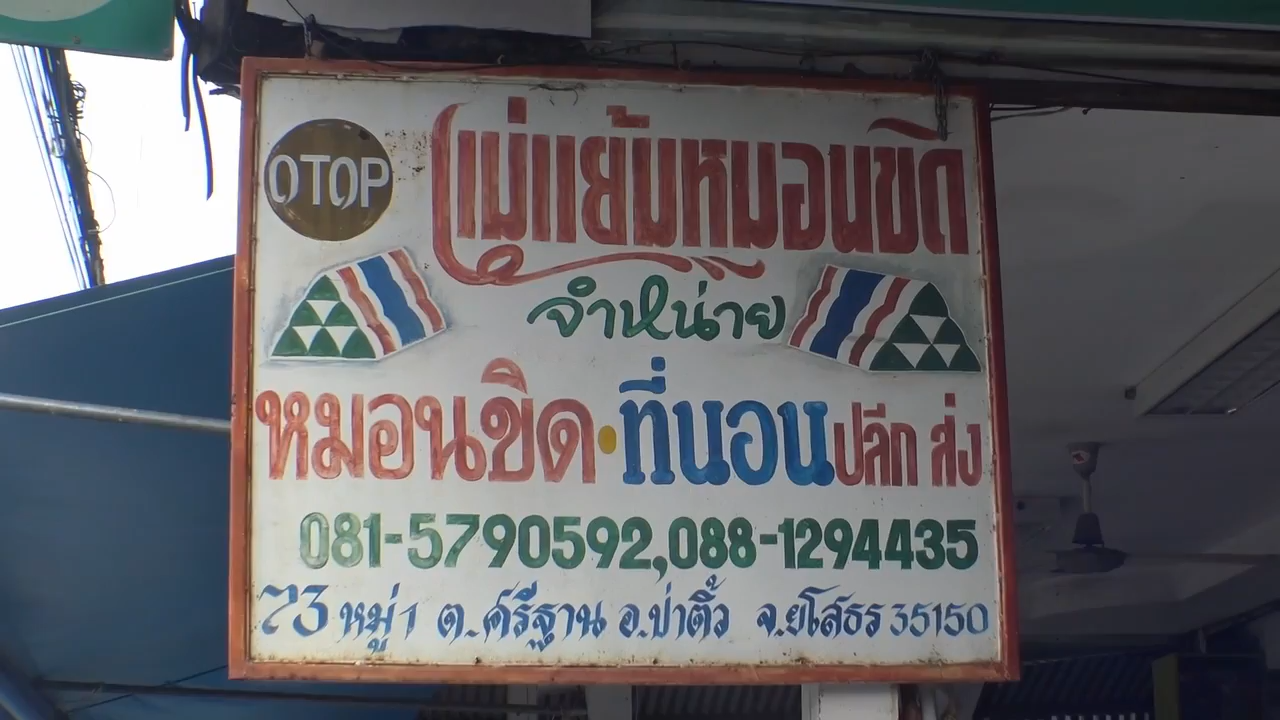 OTOP
แม่แย้มหมอนขิด
จำหน่าย
หมอนขิด•ที่นอนปลีก ส่ง
081-5790592,088-1294435
73 หมู่ 1 ต.ศรีฐาน อ.ป่าติ้ว จ.ยโสธร 35150